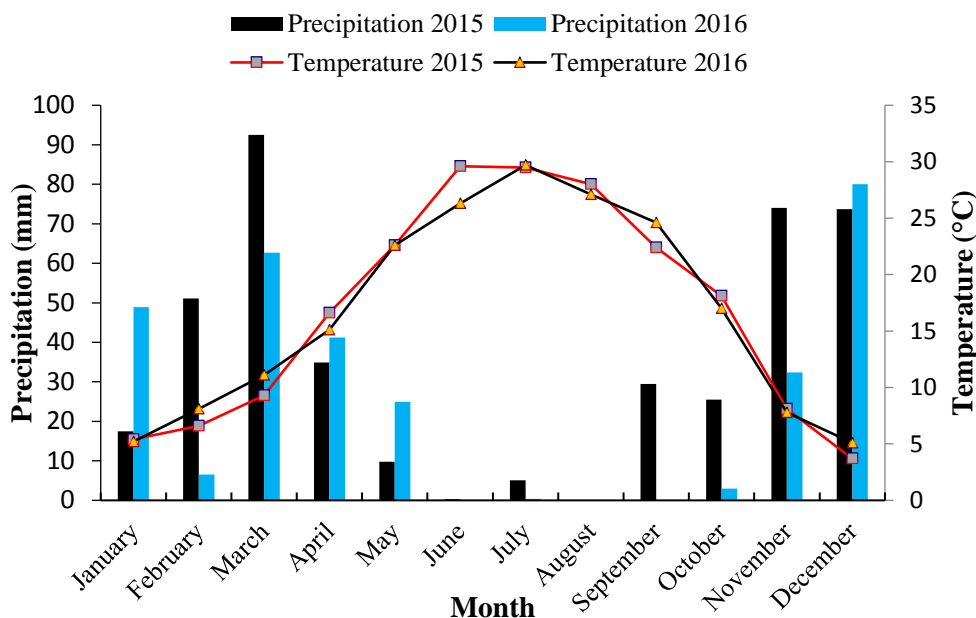 Precipitation 2015 Precipitation 2016
Temperature 2015 Temperature 2016
Precipitation (mm)
100
90
80
70
60
50
40
30
20
10
0
35
30
25
20
15
10
5
0
Temperature (°C)
January
February
March
April
May
June
July
August
September
October
November
December
Month